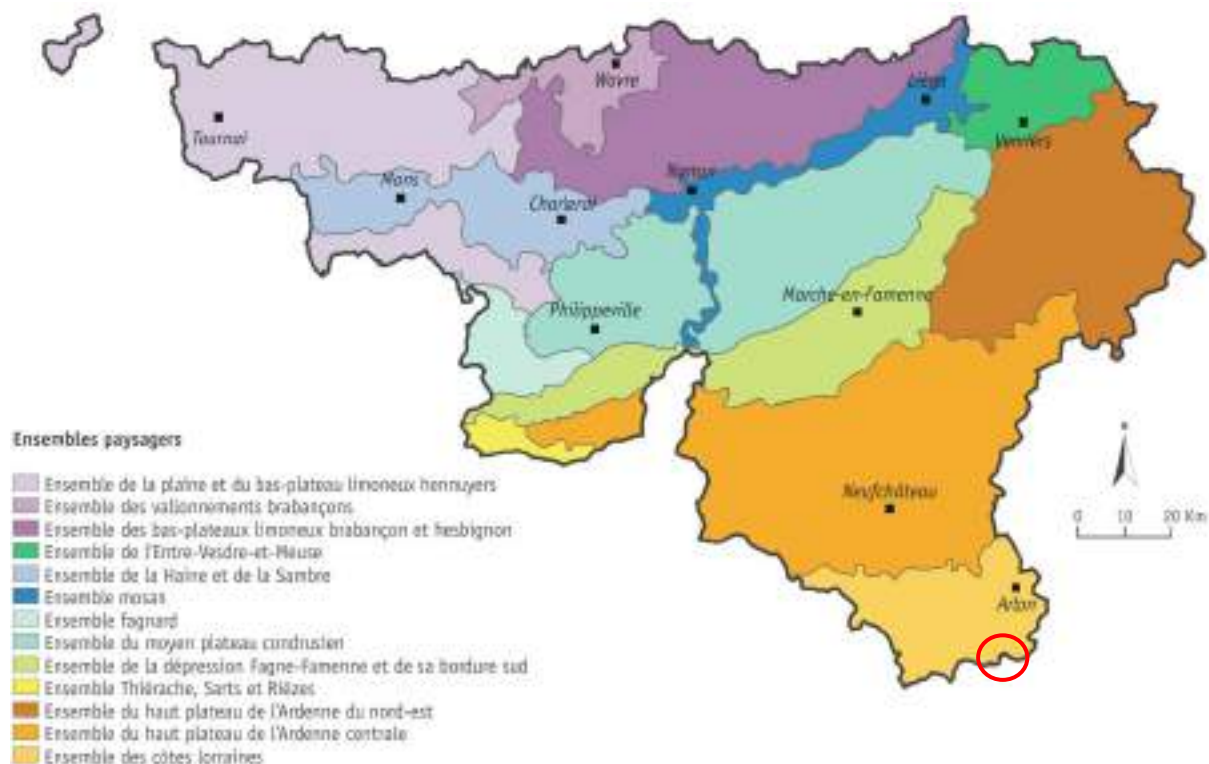 Wavre
Liège
Tournai
Verviers
Mons
Namur
Charleroi
Marche-en-Famenne
Philippeville
Ensembles paysagers
Ensemble de la plaine et du bas-plateau limoneux hennuyers
Ensemble des vallonnements brabançons
Ensemble des bas-plateaux limoneux brabançon et hesbignon
Ensemble de l'Entre-Vesdre-et-Meuse
Ensemble de la Haine et de la Sambre
Ensemble mosan
Ensemble fagnard
Ensemble du moyen plateau condrusien
Ensemble de la dépression Fagne-Famenne et de sa bordure sud
Ensemble Thiérache, Sarts et Rièzes
Ensemble du haut plateau de l'Ardenne du nord-est
Ensemble du haut plateau de l'Ardenne centrale
Ensemble des côtes lorraines
Neufchâteau
0 10 20 Km
Arlon